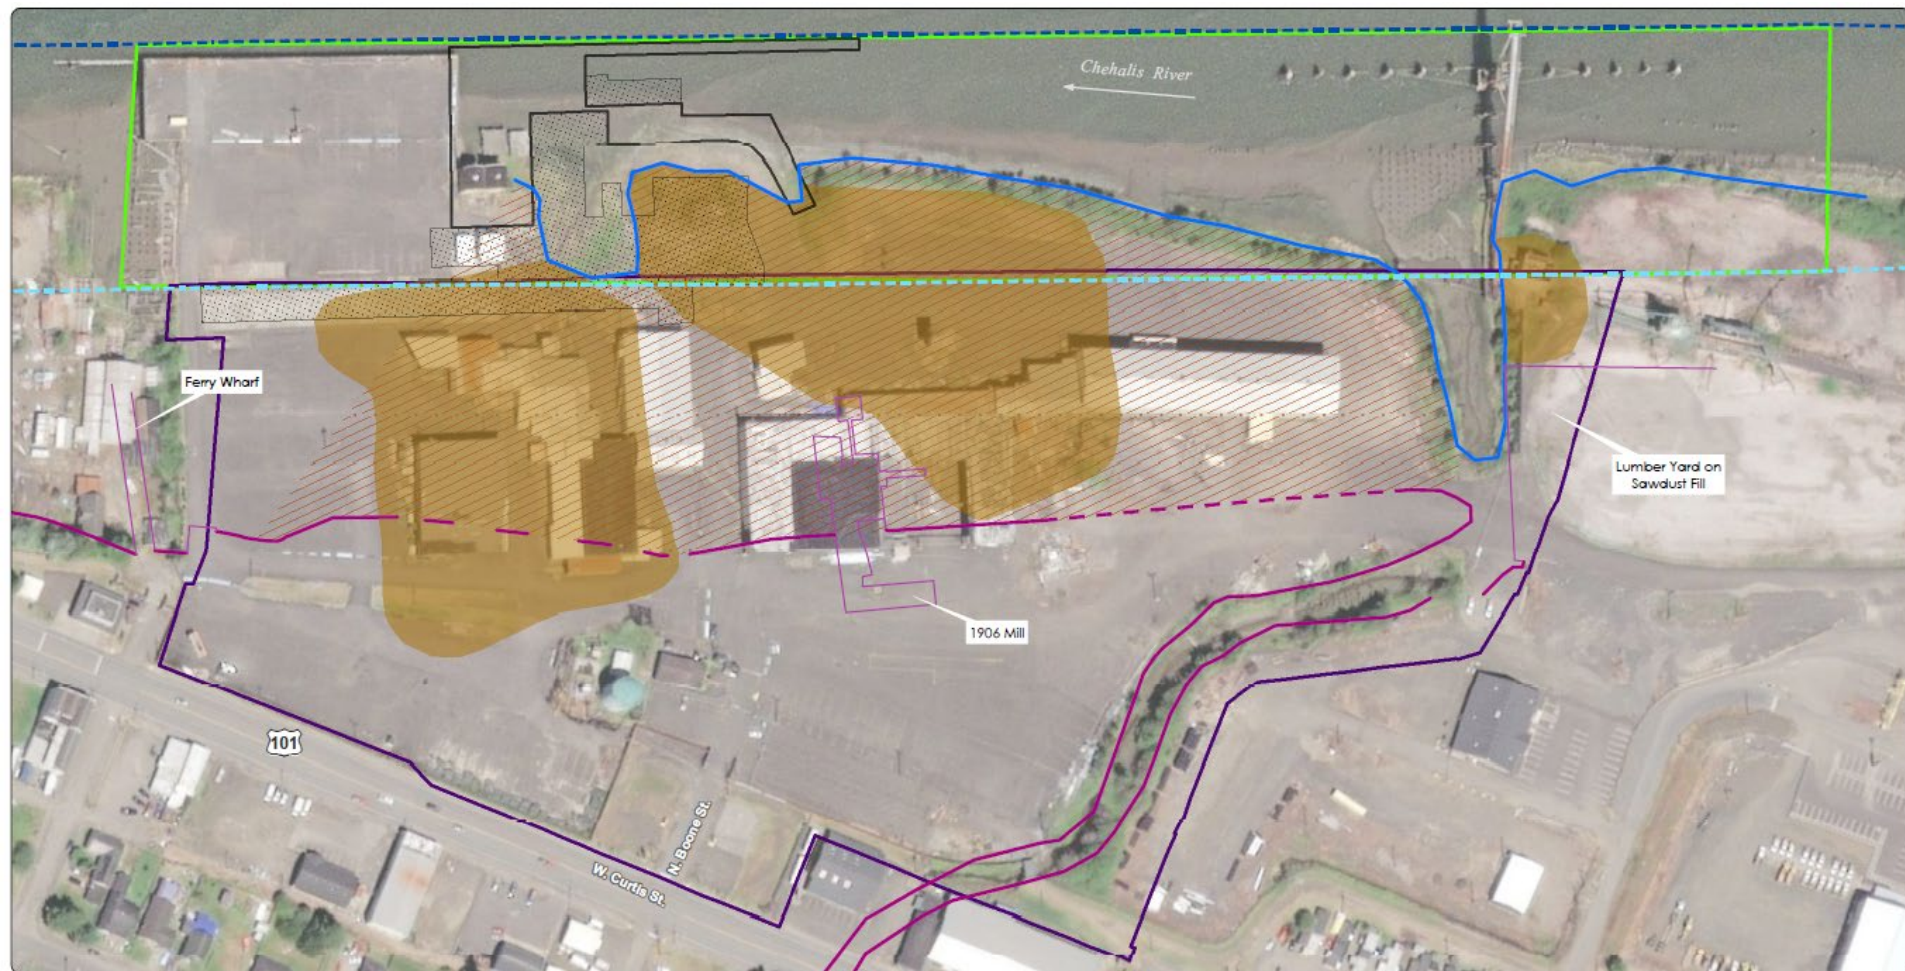 Chehalis River
Ferry Wharf
Lumber Yard on
Sawdust Fill
1906 Mill
101
N. Boone St.
W. Curtis St.